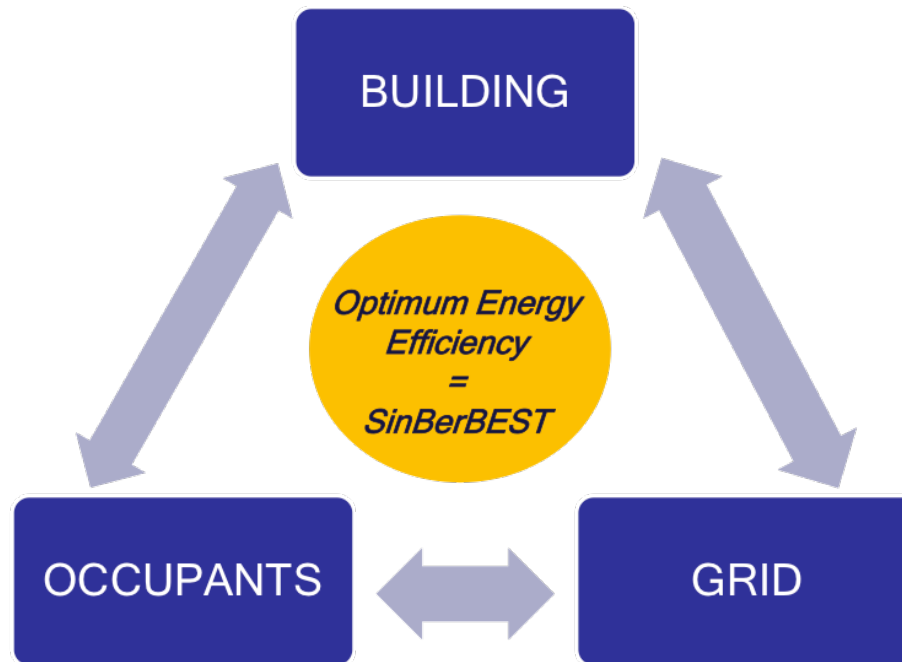 BUILDING
Optimum Energy
Efficiency
=
SinBerBEST
OCCUPANTS
GRID